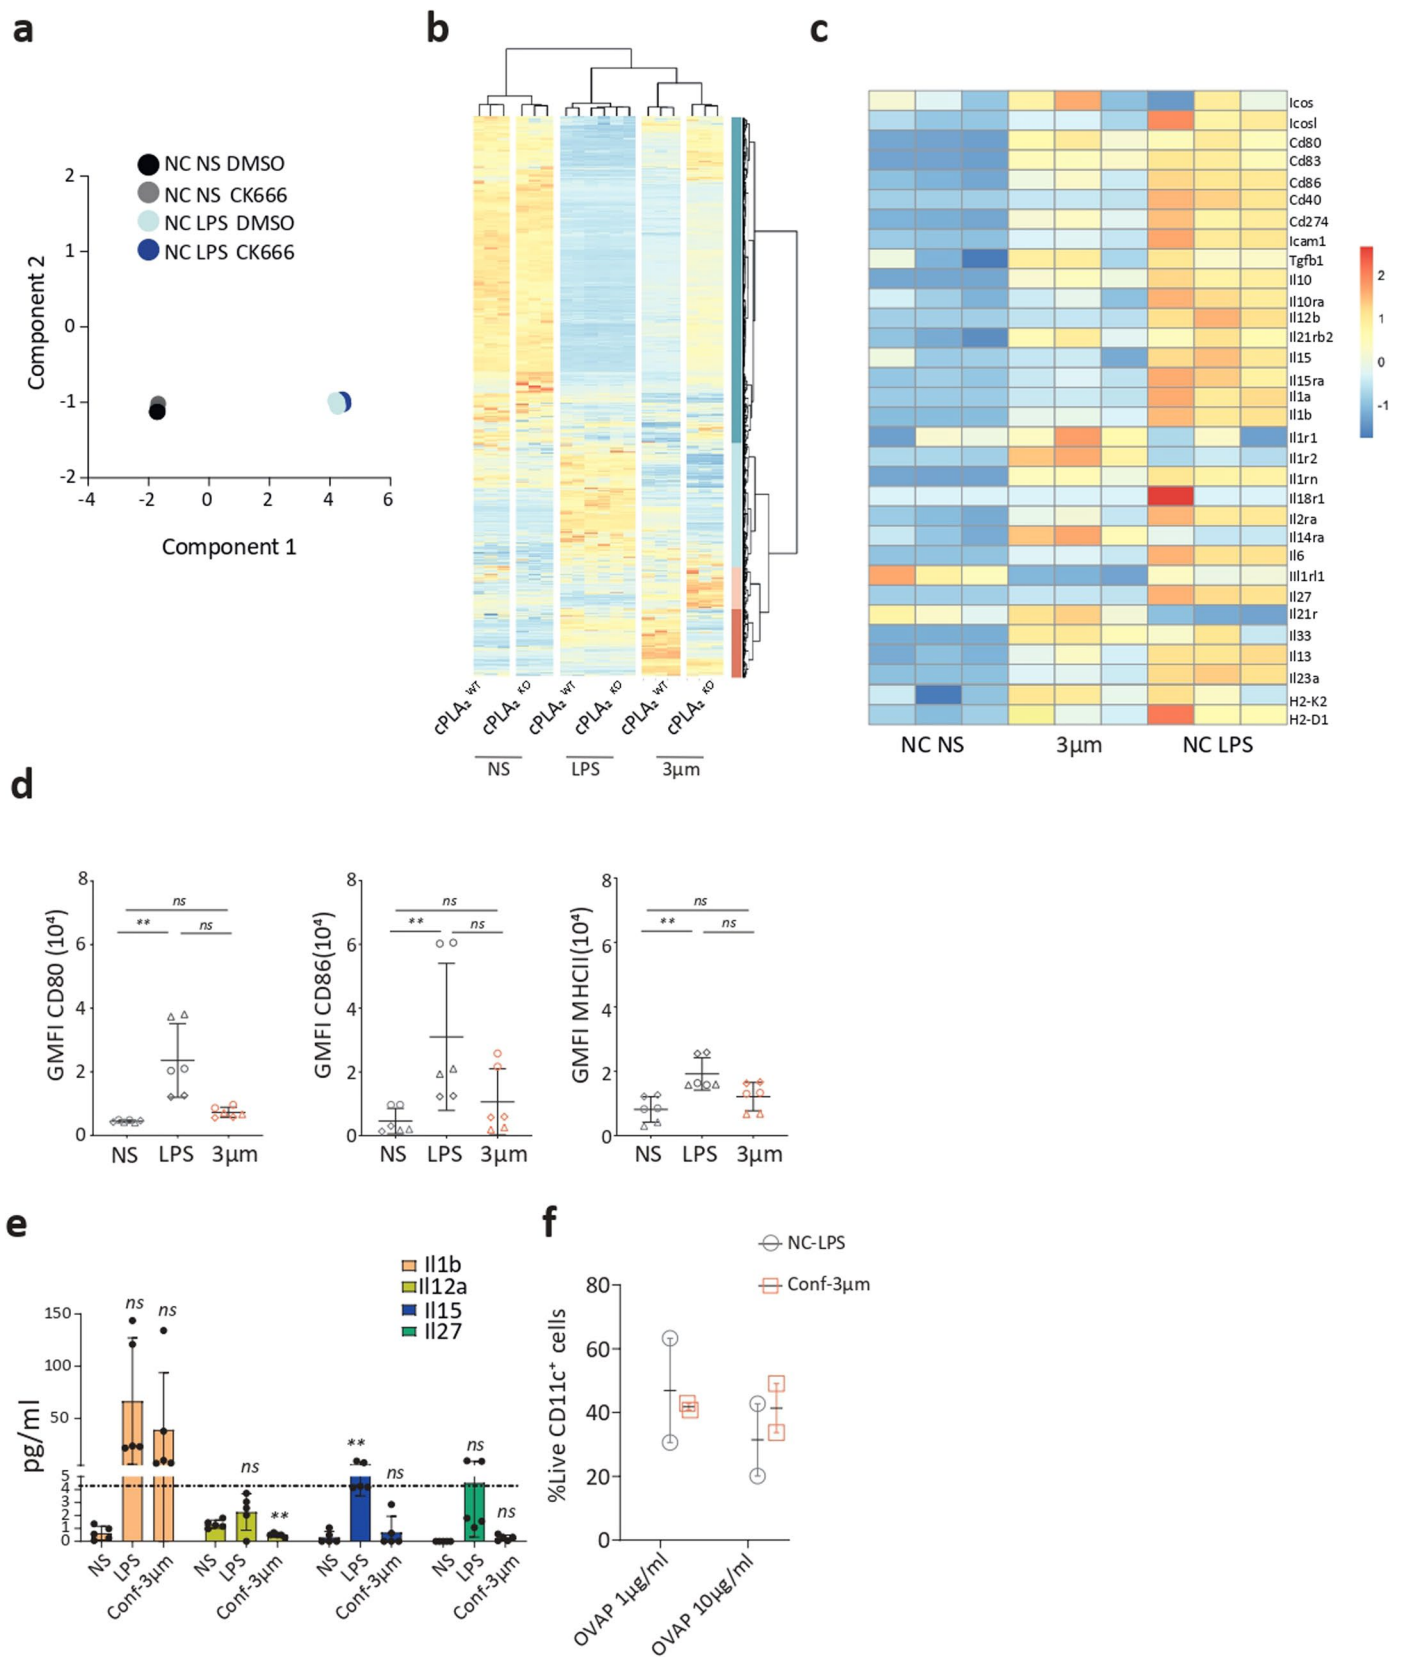 a
NC NS DMSO
NC NS CK666
NC LPS DMSO
NC LPS CK666
2
1
0
-1
-2
-4
-2
0
2
4
6
Component 2
Component 1
b
cPLA₂ WT
cPLA₂ KO
cPLA₂ WT
cPLA₂ KO
cPLA₂ WT
cPLA₂ KO
NS
LPS
3μm
c
Icos
Icosl
Cd80
Cd83
Cd86
Cd40
Cd274
Icam1
Tgfb1
Il10
Il10ra
Il12b
Il21rb2
Il15
Il15ra
Il1a
Il1b
Il1r1
Il1r2
Il1rn
Il18r1
Il2ra
Il14ra
Il6
Ill1rl1
Il27
Il21r
Il33
Il13
Il23a
H2-K2
H2-D1
NC NS
3μm
NC LPS
2
1
0
-1
d
GMFI CD80 (10⁴)
8
6
4
2
0
ns
**
ns
NS
LPS
3μm
GMFI CD86(10⁴)
8
6
4
2
0
ns
**
ns
NS
LPS
3μm
GMFI MHCII(10⁴)
8
6
4
2
0
ns
**
ns
NS
LPS
3μm
e
Il1b
Il12a
Il15
Il27
pg/ml
150
100
50
5
4
3
2
1
0
ns
ns
ns
**
**
ns
ns
ns
NS
LPS
Conf-3μm
NS
LPS
Conf-3μm
NS
LPS
Conf-3μm
NS
LPS
Conf-3μm
f
NC-LPS
Conf-3μm
%Live CD11c⁺ cells
80
60
40
20
0
OVAP 1μg/ml
OVAP 10μg/ml